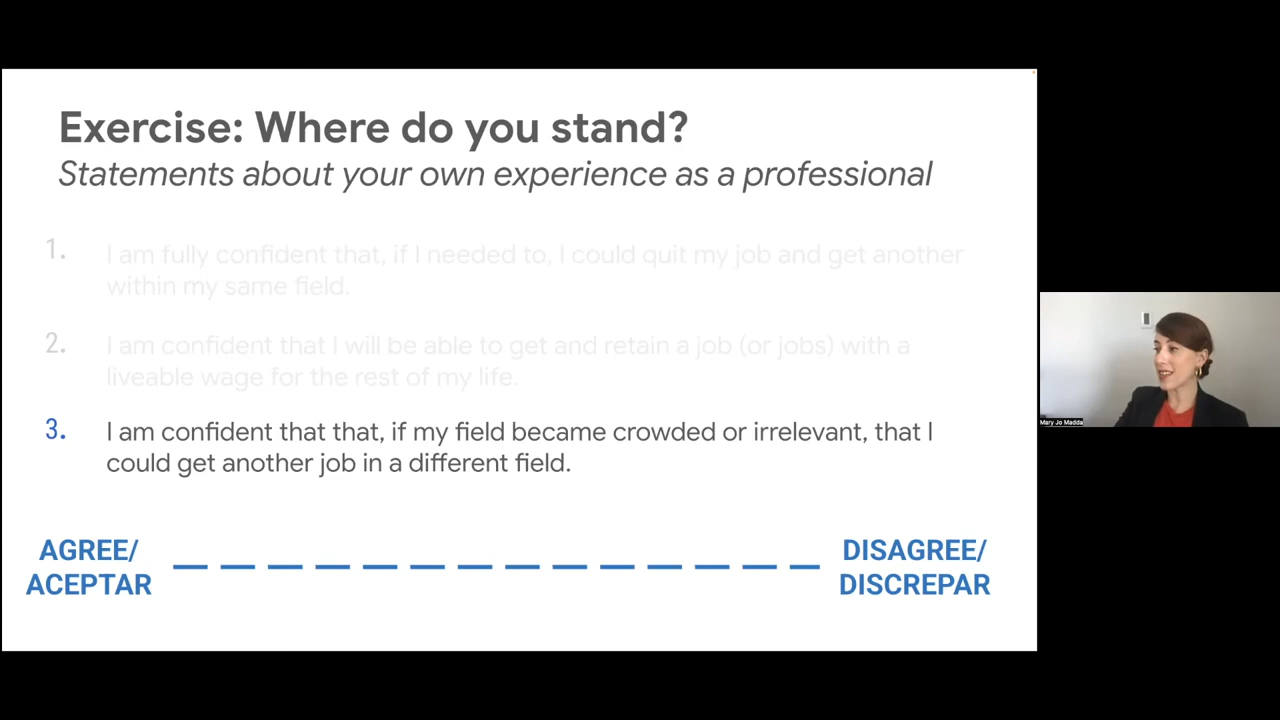 Exercise: Where do you stand?
Statements about your own experience as a professional
1. I am fully confident that, if I needed to, I could quit my job and get another
within my same field.
2. I am confident that I will be able to get and retain a job (or jobs) with a
liveable wage for the rest of my life.
3. I am confident that that, if my field became crowded or irrelevant, that I
could get another job in a different field.
AGREE/
ACEPTAR
DISAGREE/
DISCREPAR
Mary Jo Madda